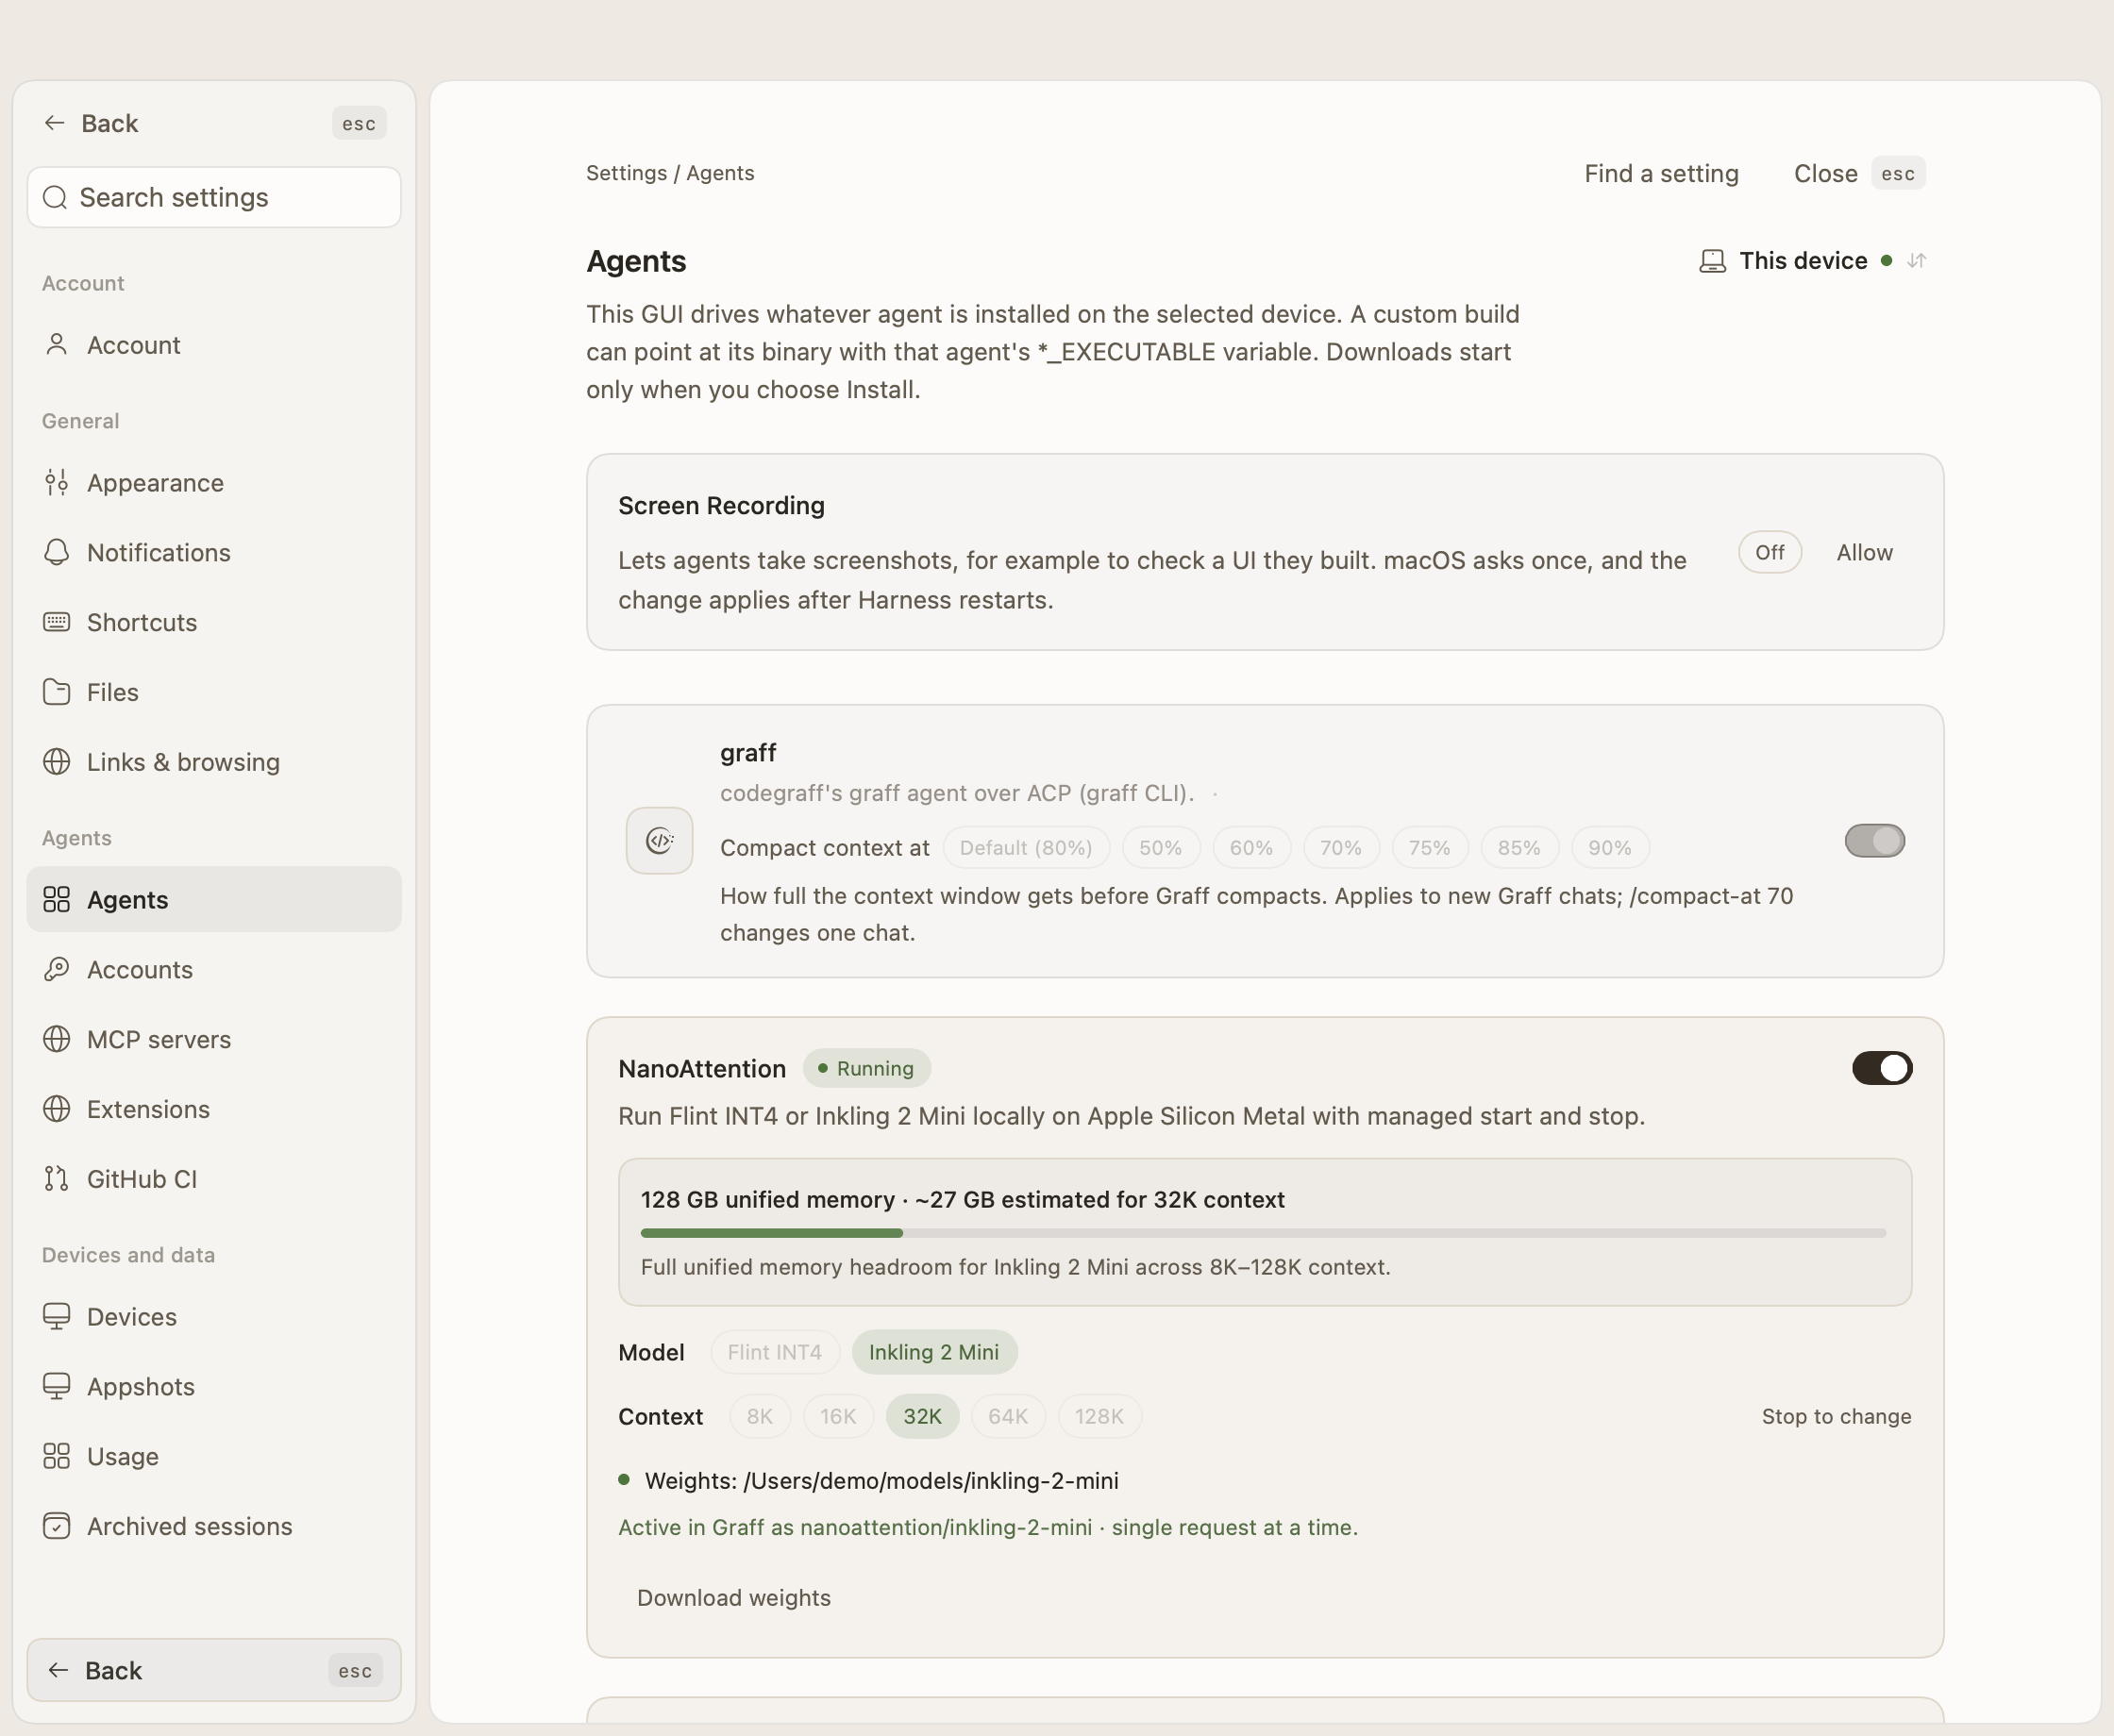 Back esc
Search settings
Account
Account
General
Appearance
Notifications
Shortcuts
Files
Links & browsing
Agents
Agents
Accounts
MCP servers
Extensions
GitHub CI
Devices and data
Devices
Appshots
Usage
Archived sessions
Back esc
Settings / Agents
Find a setting
Close esc
Agents
This device
This GUI drives whatever agent is installed on the selected device. A custom build
can point at its binary with that agent's *_EXECUTABLE variable. Downloads start
only when you choose Install.
Screen Recording
Lets agents take screenshots, for example to check a UI they built. macOS asks once, and the
change applies after Harness restarts.
Off
Allow
graff
codegraff's graff agent over ACP (graff CLI). ·
Compact context at Default (80%) 50% 60% 70% 75% 85% 90%
How full the context window gets before Graff compacts. Applies to new Graff chats; /compact-at 70
changes one chat.
NanoAttention Running
Run Flint INT4 or Inkling 2 Mini locally on Apple Silicon Metal with managed start and stop.
128 GB unified memory · ~27 GB estimated for 32K context
Full unified memory headroom for Inkling 2 Mini across 8K–128K context.
Model Flint INT4 Inkling 2 Mini
Context 8K 16K 32K 64K 128K Stop to change
Weights: /Users/demo/models/inkling-2-mini
Active in Graff as nanoattention/inkling-2-mini · single request at a time.
Download weights